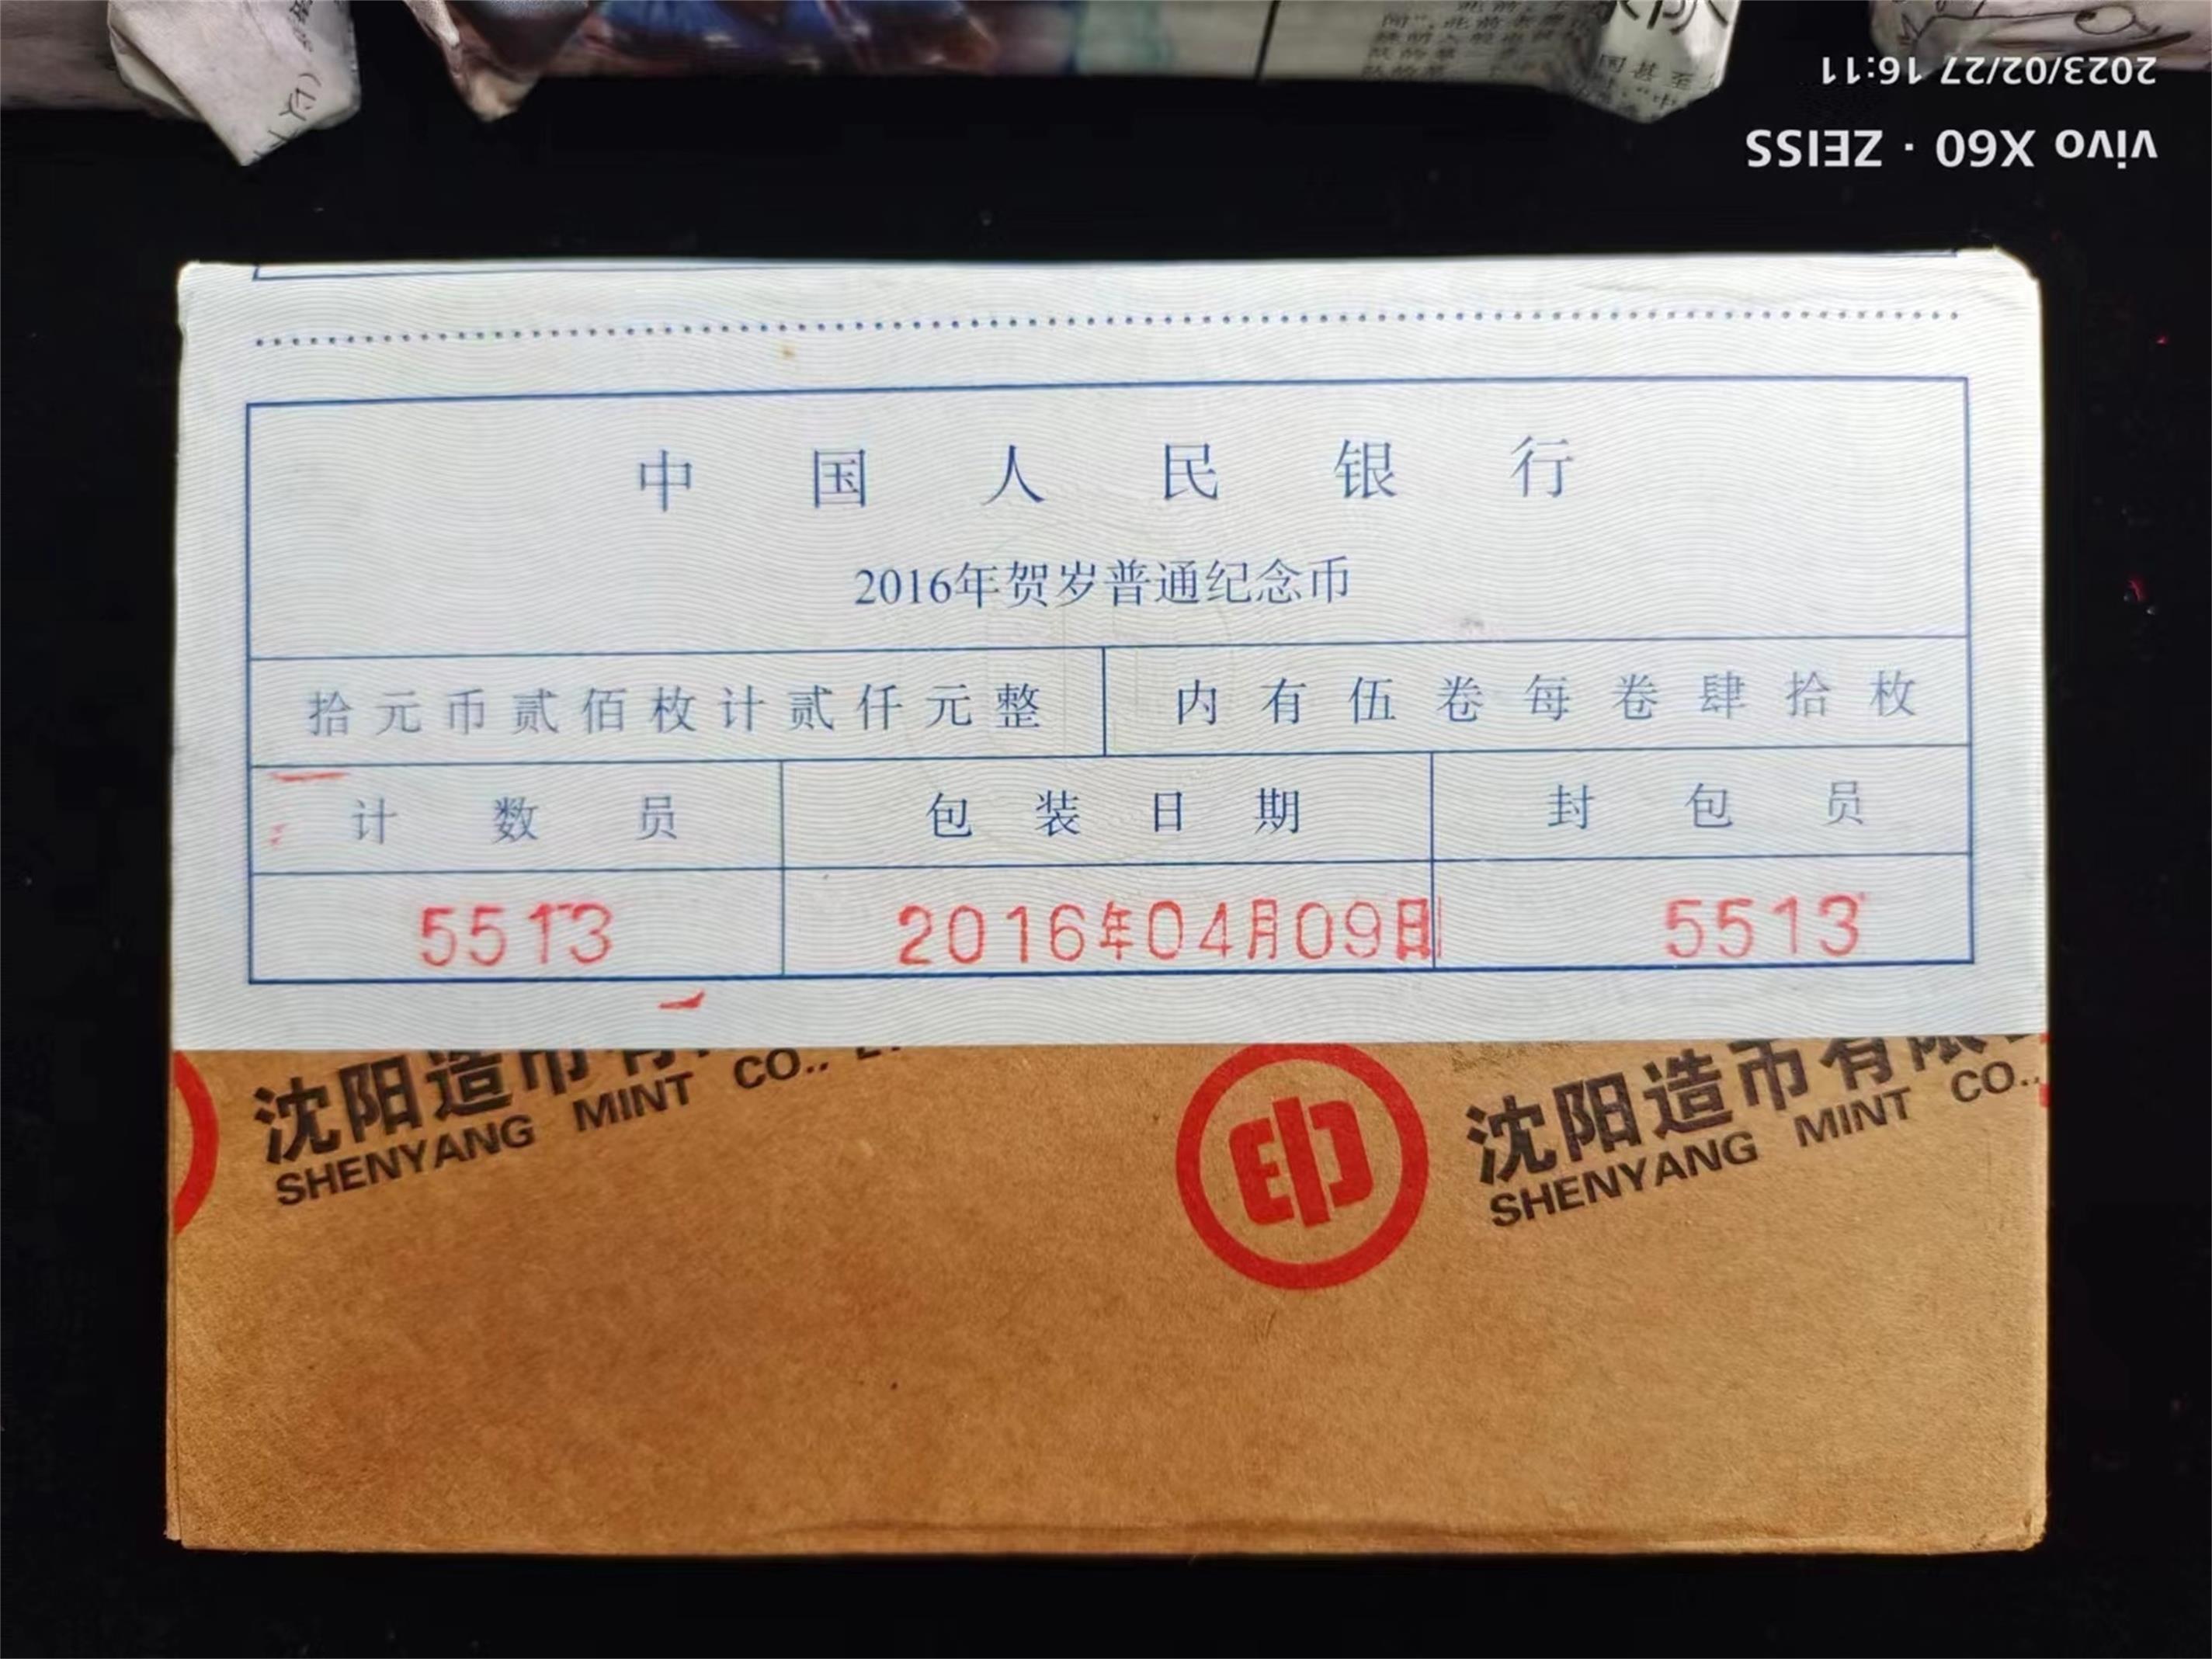 2023/02/27 16:11
vivo X60 · ZEISS
中国人民银行
2016年贺岁普通纪念币
拾元币贰佰枚计贰仟元整 内有伍卷每卷肆拾枚
计数员 包装日期 封包员
5513 2016年04月09日 5513
沈阳造币有 沈阳造币有限
SHENYANG MINT CO., SHENYANG MINT CO.,
印